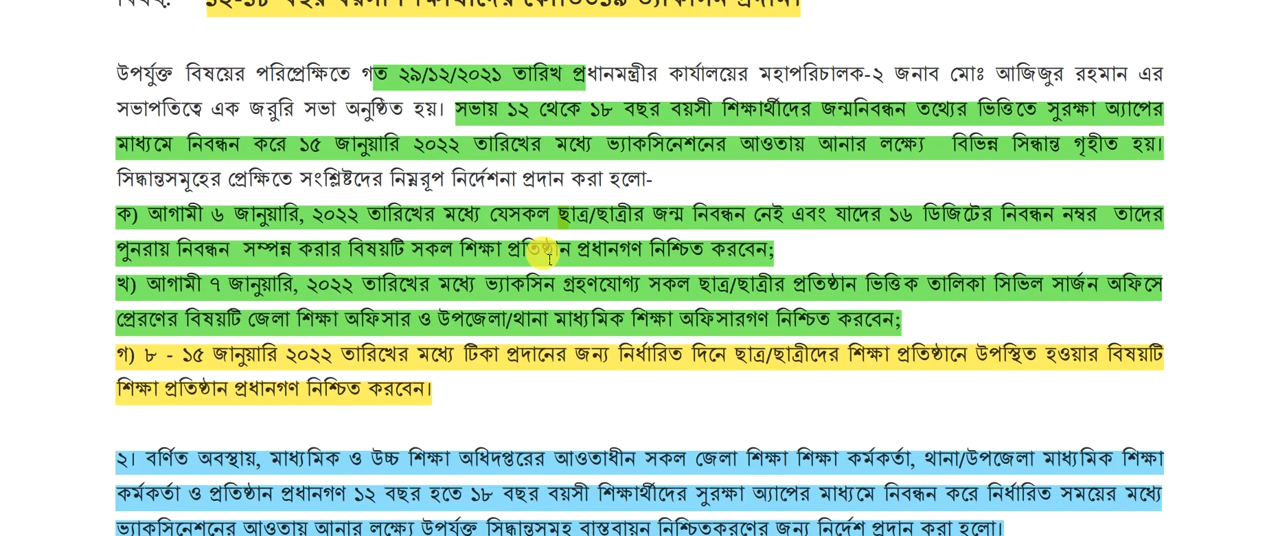 বিষয়: ১২-১৮ বছর বয়সী শিক্ষার্থীদের কোভিড১৯ ভ্যাকসিন প্রদান।
উপর্যুক্ত বিষয়ের পরিপ্রেক্ষিতে গত ২৯/১২/২০২১ তারিখ প্রধানমন্ত্রীর কার্যালয়ের মহাপরিচালক-২ জনাব মোঃ আজিজুর রহমান এর
সভাপতিত্বে এক জরুরি সভা অনুষ্ঠিত হয়। সভায় ১২ থেকে ১৮ বছর বয়সী শিক্ষার্থীদের জন্মনিবন্ধন তথ্যের ভিত্তিতে সুরক্ষা অ্যাপের
মাধ্যমে নিবন্ধন করে ১৫ জানুয়ারি ২০২২ তারিখের মধ্যে ভ্যাকসিনেশনের আওতায় আনার লক্ষ্যে বিভিন্ন সিদ্ধান্ত গৃহীত হয়।
সিদ্ধান্তসমূহের প্রেক্ষিতে সংশ্লিষ্টদের নিম্নরূপ নির্দেশনা প্রদান করা হলো-
ক) আগামী ৬ জানুয়ারি, ২০২২ তারিখের মধ্যে যেসকল ছাত্র/ছাত্রীর জন্ম নিবন্ধন নেই এবং যাদের ১৬ ডিজিটের নিবন্ধন নম্বর তাদের
পুনরায় নিবন্ধন সম্পন্ন করার বিষয়টি সকল শিক্ষা প্রতিষ্ঠান প্রধানগণ নিশ্চিত করবেন;
খ) আগামী ৭ জানুয়ারি, ২০২২ তারিখের মধ্যে ভ্যাকসিন গ্রহণযোগ্য সকল ছাত্র/ছাত্রীর প্রতিষ্ঠান ভিত্তিক তালিকা সিভিল সার্জন অফিসে
প্রেরণের বিষয়টি জেলা শিক্ষা অফিসার ও উপজেলা/থানা মাধ্যমিক শিক্ষা অফিসারগণ নিশ্চিত করবেন;
গ) ৮ - ১৫ জানুয়ারি ২০২২ তারিখের মধ্যে টিকা প্রদানের জন্য নির্ধারিত দিনে ছাত্র/ছাত্রীদের শিক্ষা প্রতিষ্ঠানে উপস্থিত হওয়ার বিষয়টি
শিক্ষা প্রতিষ্ঠান প্রধানগণ নিশ্চিত করবেন।
২। বর্ণিত অবস্থায়, মাধ্যমিক ও উচ্চ শিক্ষা অধিদপ্তরের আওতাধীন সকল জেলা শিক্ষা শিক্ষা কর্মকর্তা, থানা/উপজেলা মাধ্যমিক শিক্ষা
কর্মকর্তা ও প্রতিষ্ঠান প্রধানগণ ১২ বছর হতে ১৮ বছর বয়সী শিক্ষার্থীদের সুরক্ষা অ্যাপের মাধ্যমে নিবন্ধন করে নির্ধারিত সময়ের মধ্যে
ভ্যাকসিনেশনের আওতায় আনার লক্ষ্যে উপর্যুক্ত সিদ্ধান্তসমূহ বাস্তবায়ন নিশ্চিতকরণের জন্য নির্দেশ প্রদান করা হলো।